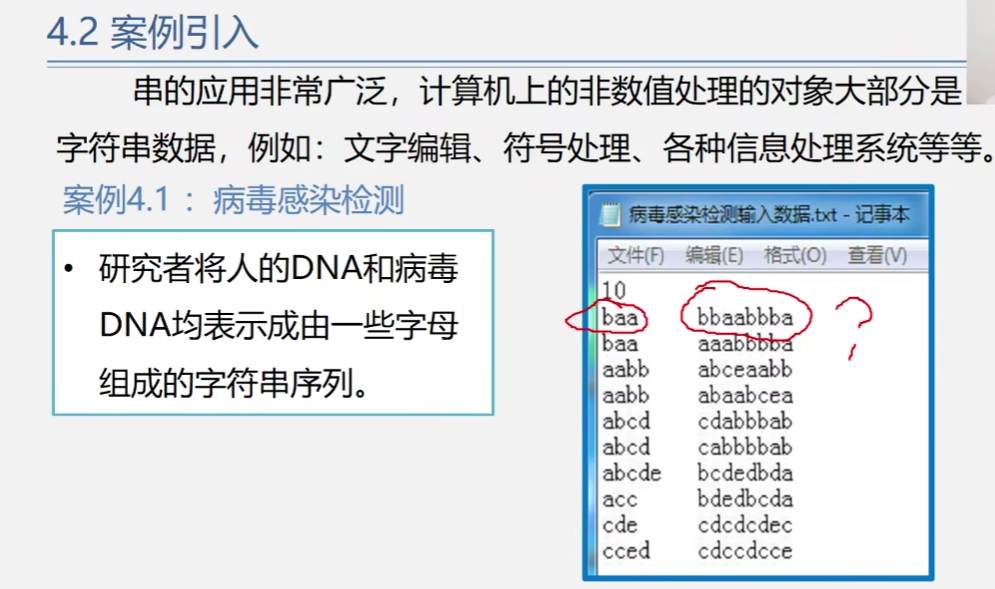 4.2 案例引入
串的应用非常广泛，计算机上的非数值处理的对象大部分是
字符串数据，例如：文字编辑、符号处理、各种信息处理系统等等。
案例4.1 ：病毒感染检测
• 研究者将人的DNA和病毒
DNA均表示成由一些字母
组成的字符串序列。
病毒感染检测输入数据.txt - 记事本
文件(F) 编辑(E) 格式(O) 查看(V)
10
baa bbaabbba ?
baa aaabbbba
aabb abceaabb
aabb abaabcea
abcd cdabbbab
abcd cabbbbab
abcde bcdedbda
acc bdedbcda
cde cdcdcdec
cced cdccdcce